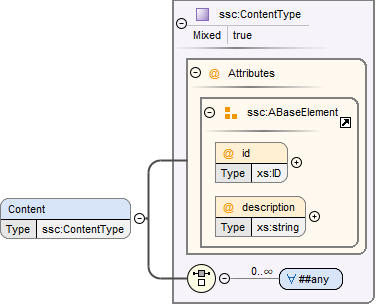 ssc:ContentType
Mixed true
@ Attributes
ssc:ABaseElement
@ id
Type xs:ID
Content
Type ssc:ContentType
@ description
Type xs:string
0..∞
∀ ##any